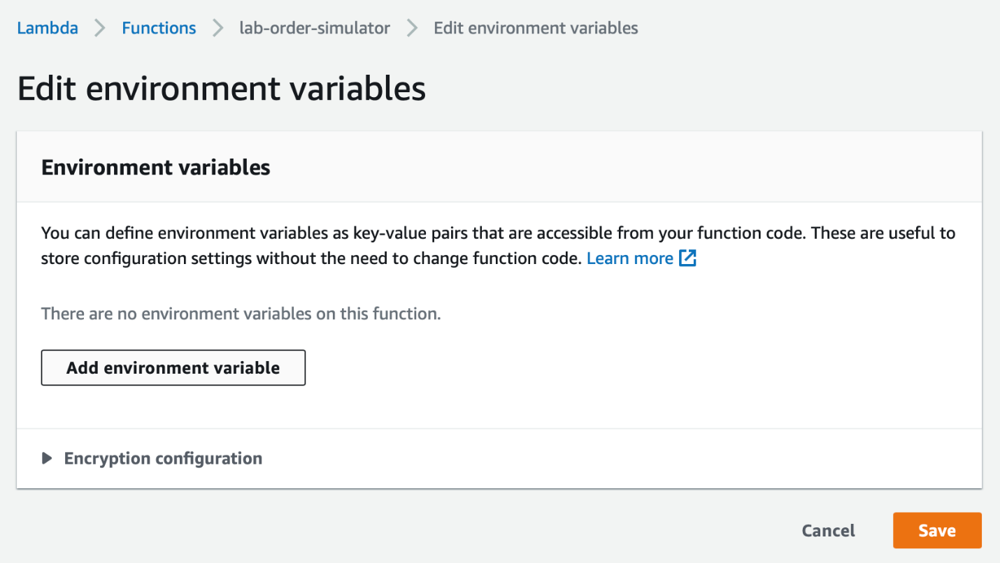 Lambda > Functions > lab-order-simulator > Edit environment variables
Edit environment variables
Environment variables
You can define environment variables as key-value pairs that are accessible from your function code. These are useful to
store configuration settings without the need to change function code. Learn more
There are no environment variables on this function.
Add environment variable
Encryption configuration
Cancel Save